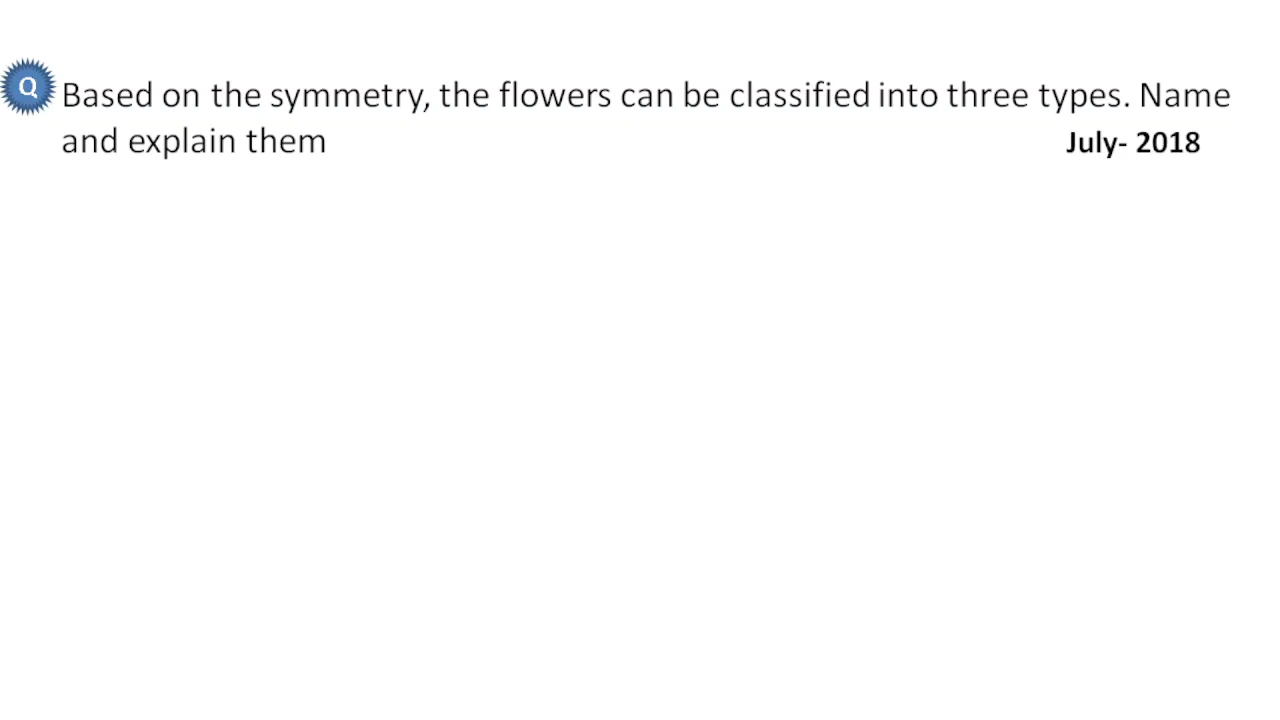 Q Based on the symmetry, the flowers can be classified into three types. Name
and explain them July- 2018